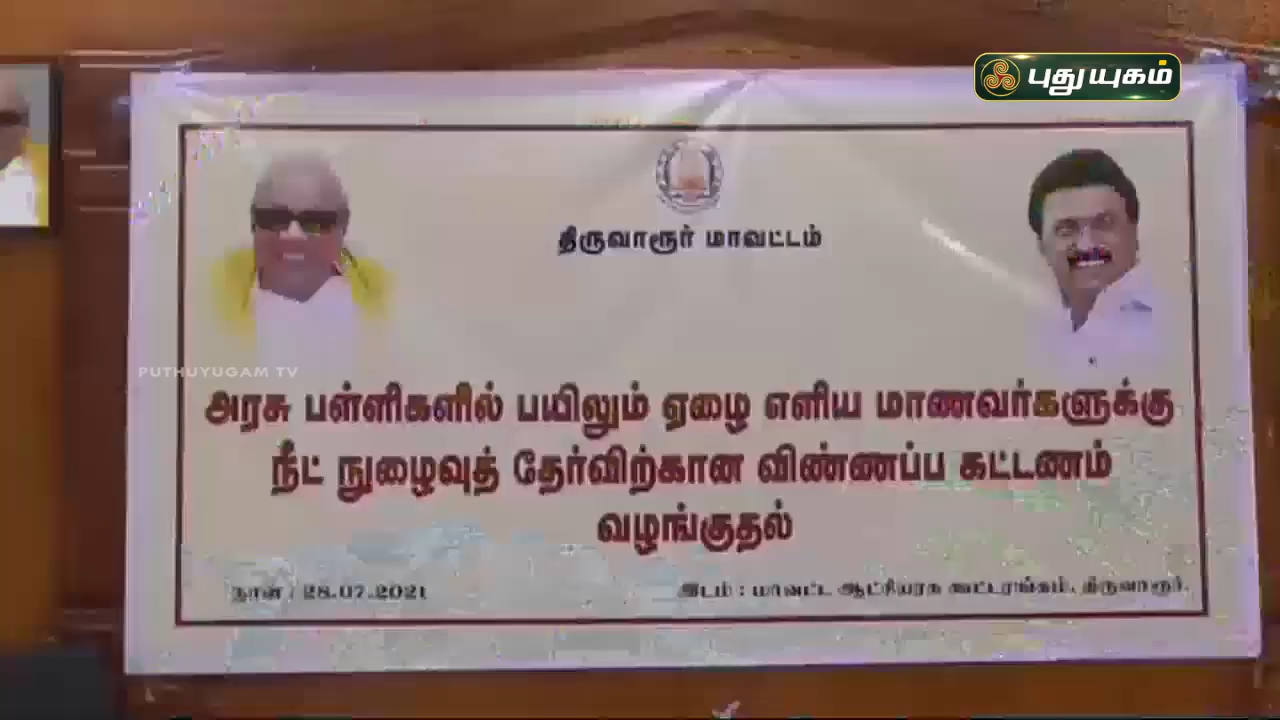 புதுயுகம்
திருவாரூர் மாவட்டம்
PUTHUYUGAM TV
அரசு பள்ளிகளில் பயிலும் ஏழை எளிய மாணவர்களுக்கு
நீட் நுழைவுத் தேர்விற்கான விண்ணப்ப கட்டணம்
வழங்குதல்
நாள் : 28.07.2021
இடம் : மாவட்ட ஆட்சியரக கூட்டரங்கம், திருவாரூர்.